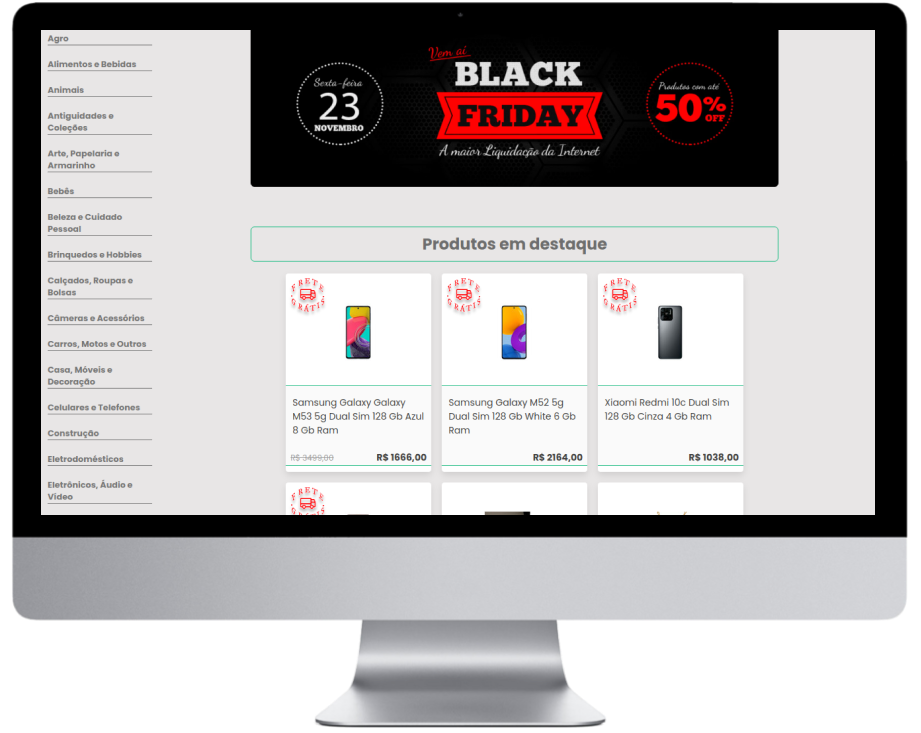 Agro
Alimentos e Bebidas
Animais
Antiguidades e
Coleções
Arte, Papelaria e
Armarinho
Bebês
Beleza e Cuidado
Pessoal
Brinquedos e Hobbies
Calçados, Roupas e
Bolsas
Câmeras e Acessórios
Carros, Motos e Outros
Casa, Móveis e
Decoração
Celulares e Telefones
Construção
Eletrodomésticos
Eletrônicos, Áudio e
Vídeo
Vem aí
BLACK
FRIDAY
A maior Liquidação da Internet
Sexta-feira
23
NOVEMBRO
Produtos com até
50%
OFF
Produtos em destaque
FRETE
GRÁTIS
Samsung Galaxy Galaxy
M53 5g Dual Sim 128 Gb Azul
8 Gb Ram
R$ 3499,00 R$ 1666,00
FRETE
GRÁTIS
Samsung Galaxy M52 5g
Dual Sim 128 Gb White 6 Gb
Ram
R$ 2164,00
FRETE
GRÁTIS
Xiaomi Redmi 10c Dual Sim
128 Gb Cinza 4 Gb Ram
R$ 1038,00
FRETE